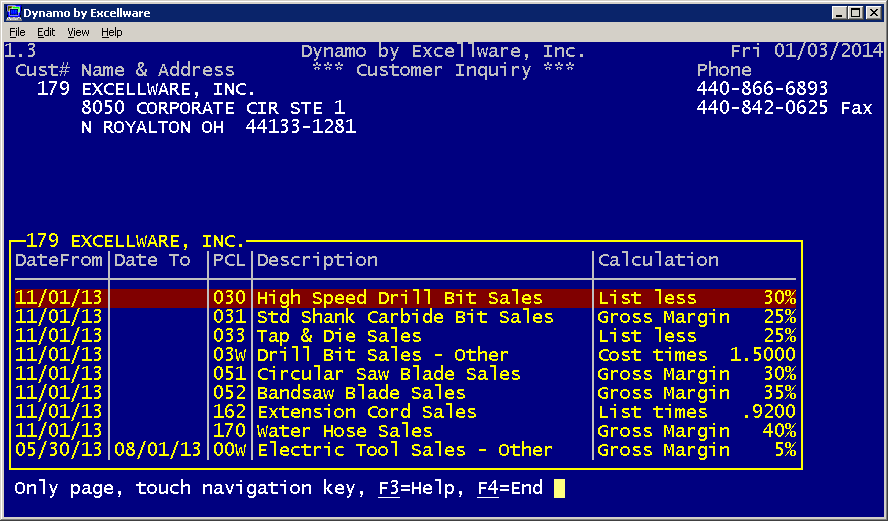 Dynamo by Excellware
File Edit View Help
1.3 Dynamo by Excellware, Inc. Fri 01/03/2014
Cust# Name & Address *** Customer Inquiry *** Phone
179 EXCELLWARE, INC. 440-866-6893
8050 CORPORATE CIR STE 1 440-842-0625 Fax
N ROYALTON OH 44133-1281
179 EXCELLWARE, INC.
DateFrom Date To PCL Description Calculation
11/01/13 030 High Speed Drill Bit Sales List less 30%
11/01/13 031 Std Shank Carbide Bit Sales Gross Margin 25%
11/01/13 033 Tap & Die Sales List less 25%
11/01/13 03W Drill Bit Sales - Other Cost times 1.5000
11/01/13 051 Circular Saw Blade Sales Gross Margin 30%
11/01/13 052 Bandsaw Blade Sales Gross Margin 35%
11/01/13 162 Extension Cord Sales List times .9200
11/01/13 170 Water Hose Sales Gross Margin 40%
05/30/13 08/01/13 00W Electric Tool Sales - Other Gross Margin 5%
Only page, touch navigation key, F3=Help, F4=End